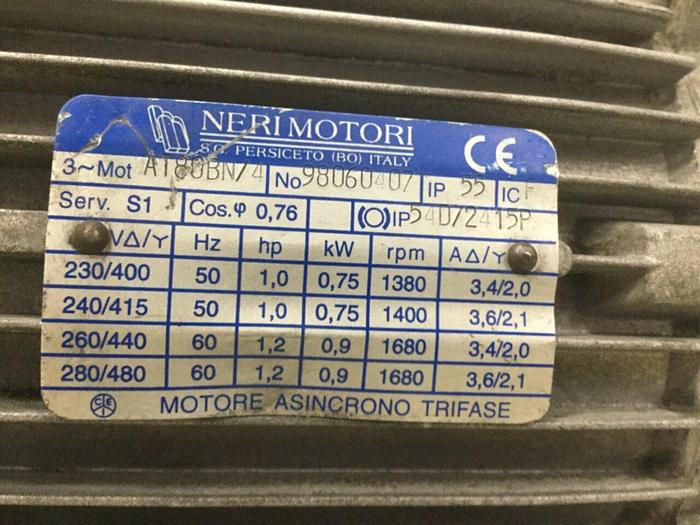 NERI MOTORI
S.G. PERSICETO (BO) ITALY
CE
3~Mot AT80BN/4 No 98060407 IP 55 IC F
Serv. S1 Cos.φ 0,76 IP54D/2415P
VΔ/Y Hz hp kW rpm AΔ/Y
230/400 50 1,0 0,75 1380 3,4/2,0
240/415 50 1,0 0,75 1400 3,6/2,1
260/440 60 1,2 0,9 1680 3,4/2,0
280/480 60 1,2 0,9 1680 3,6/2,1
CEI MOTORE ASINCRONO TRIFASE